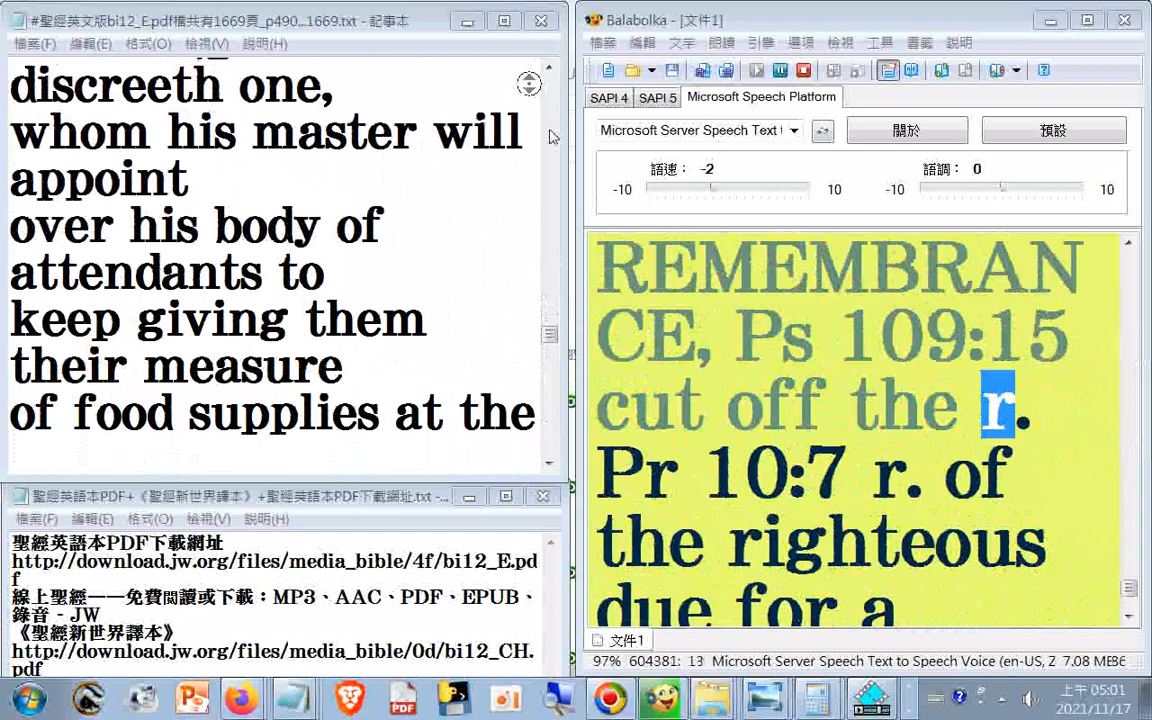 #聖經英文版bi12_E.pdf檔共有1669頁_p490...1669.txt - 記事本
檔案(F) 編輯(E) 格式(O) 檢視(V) 說明(H)
discreeth one,
whom his master will
appoint
over his body of
attendants to
keep giving them
their measure
of food supplies at the
聖經英語本PDF+《聖經新世界譯本》+聖經英語本PDF下載網址.txt -...
檔案(F) 編輯(E) 格式(O) 檢視(V) 說明(H)
聖經英語本PDF下載網址
http://download.jw.org/files/media_bible/4f/bi12_E.pd
f
線上聖經——免費閱讀或下載：MP3、AAC、PDF、EPUB、
錄音 - JW
《聖經新世界譯本》
http://download.jw.org/files/media_bible/0d/bi12_CH.
pdf
Balabolka - [文件1]
檔案 編輯 文字 朗讀 引擎 選項 檢視 工具 書籤 說明
SAPI 4 SAPI 5 Microsoft Speech Platform
Microsoft Server Speech Text 關於 預設
語速： -2 語調： 0
-10 10 -10 10
REMEMBRAN
CE, Ps 109:15
cut off the r.
Pr 10:7 r. of
the righteous
due for a
文件1
97% 604381: 13 Microsoft Server Speech Text to Speech Voice (en-US, Z 7.08 MB
上午 05:01
2021/11/17